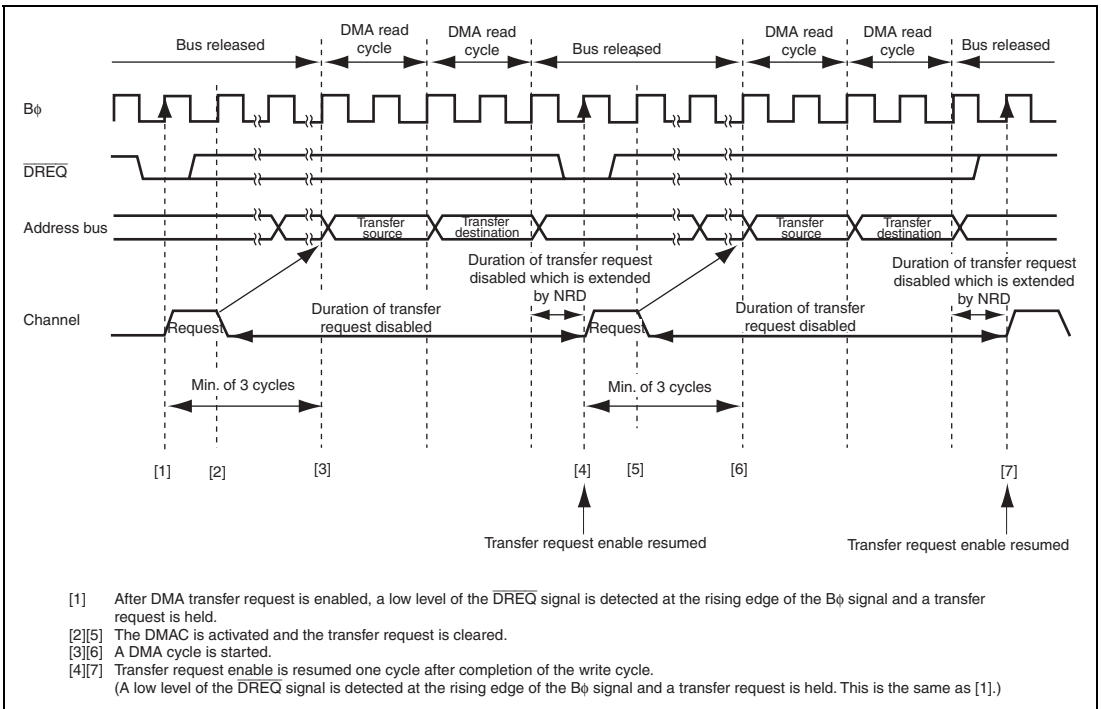 Bus released
DMA read
cycle
DMA read
cycle
Bus released
DMA read
cycle
DMA read
cycle
Bus released
Bφ
DREQ
Address bus
Transfer
source
Transfer
destination
Transfer
source
Transfer
destination
Duration of transfer request
disabled which is extended
by NRD
Duration of transfer request
disabled which is extended
by NRD
Channel
Request
Duration of transfer
request disabled
Request
Duration of transfer
request disabled
Min. of 3 cycles
Min. of 3 cycles
[1]
[2]
[3]
[4]
[5]
[6]
[7]
Transfer request enable resumed
Transfer request enable resumed
[1] After DMA transfer request is enabled, a low level of the DREQ signal is detected at the rising edge of the Bφ signal and a transfer
request is held.
[2][5] The DMAC is activated and the transfer request is cleared.
[3][6] A DMA cycle is started.
[4][7] Transfer request enable is resumed one cycle after completion of the write cycle.
(A low level of the DREQ signal is detected at the rising edge of the Bφ signal and a transfer request is held. This is the same as [1].)